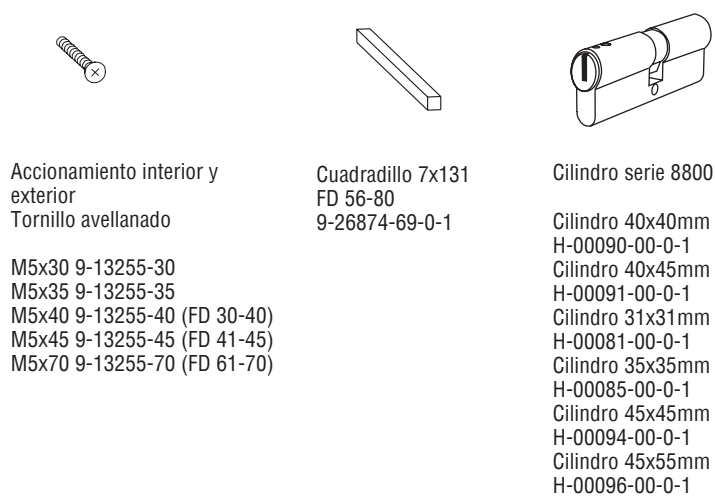 Accionamiento interior y
exterior
Tornillo avellanado
M5x30 9-13255-30
M5x35 9-13255-35
M5x40 9-13255-40 (FD 30-40)
M5x45 9-13255-45 (FD 41-45)
M5x70 9-13255-70 (FD 61-70)
Cuadradillo 7x131
FD 56-80
9-26874-69-0-1
Cilindro serie 8800
Cilindro 40x40mm
H-00090-00-0-1
Cilindro 40x45mm
H-00091-00-0-1
Cilindro 31x31mm
H-00081-00-0-1
Cilindro 35x35mm
H-00085-00-0-1
Cilindro 45x45mm
H-00094-00-0-1
Cilindro 45x55mm
H-00096-00-0-1